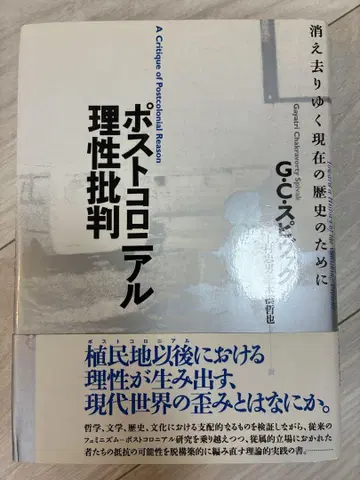 消え去りゆく現在の歴史のために
Gayatri Chakravorty Spivak
G・C・スピヴァク
哲也
訳
A Critique of Postcolonial Reason
ポストコロニアル
理性批判
ポストコロニアル
植民地以後における
理性が生み出す、
現代世界の歪みとはなにか。
哲学、文学、歴史、文化における支配的なるものを検証しながら、従来の
フェミニズム−ポストコロニアル研究を乗り越えつつ、従属的立場におかれた
者たちの抵抗の可能性を脱構築的に編み直す理論的実践の書。